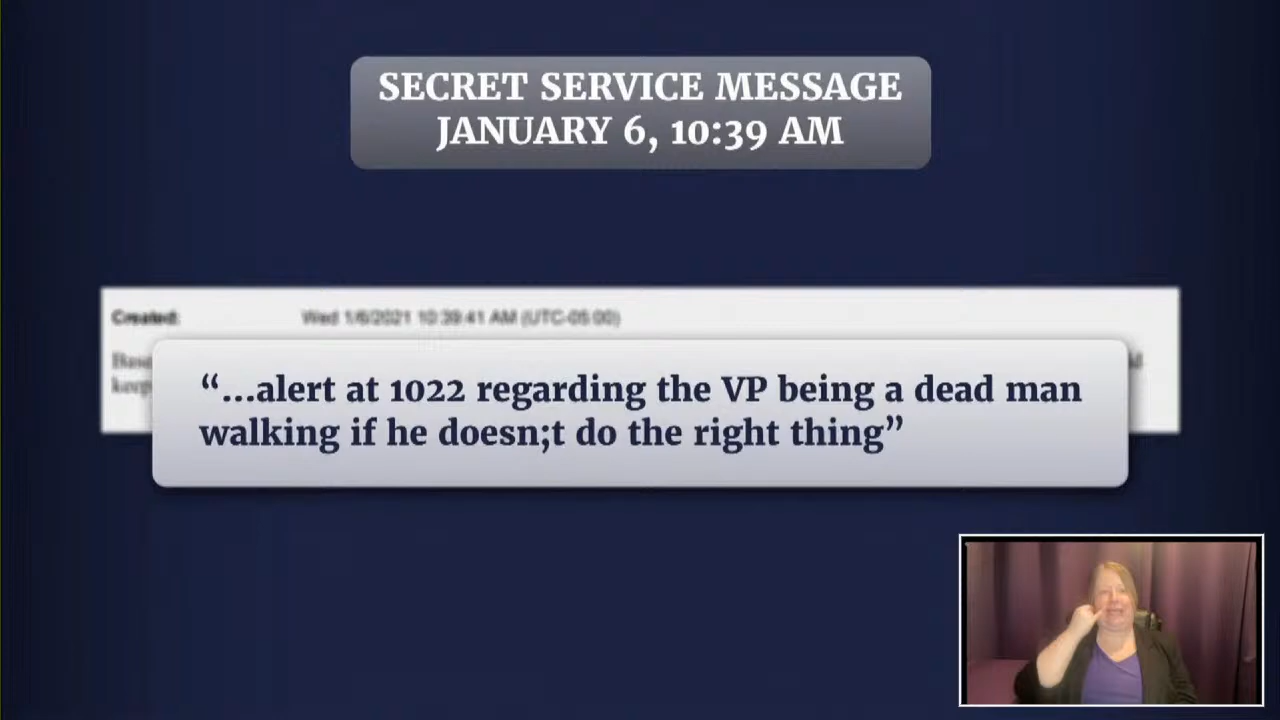 SECRET SERVICE MESSAGE
JANUARY 6, 10:39 AM
Created: Wed 1/6/2021 10:39:41 AM (UTC-05:00)
“...alert at 1022 regarding the VP being a dead man
walking if he doesn;t do the right thing”